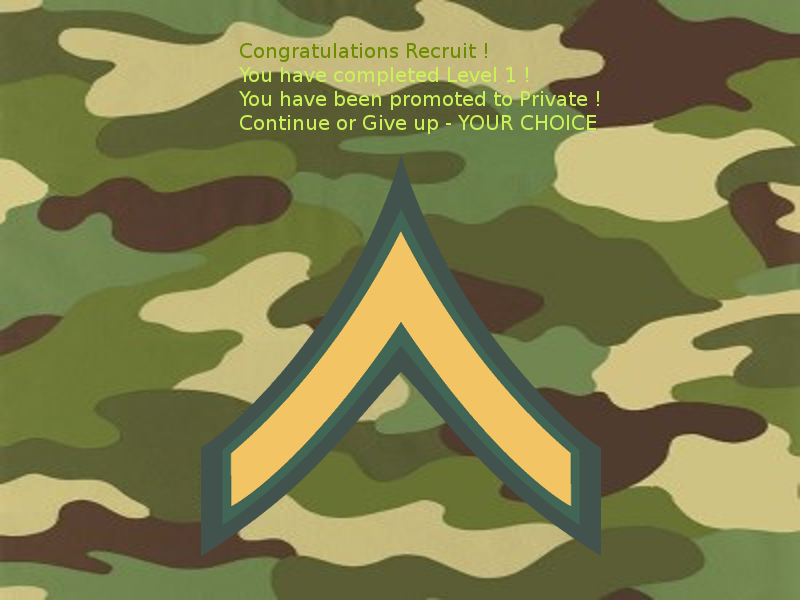 Congratulations Recruit !
You have completed Level 1 !
You have been promoted to Private !
Continue or Give up - YOUR CHOICE